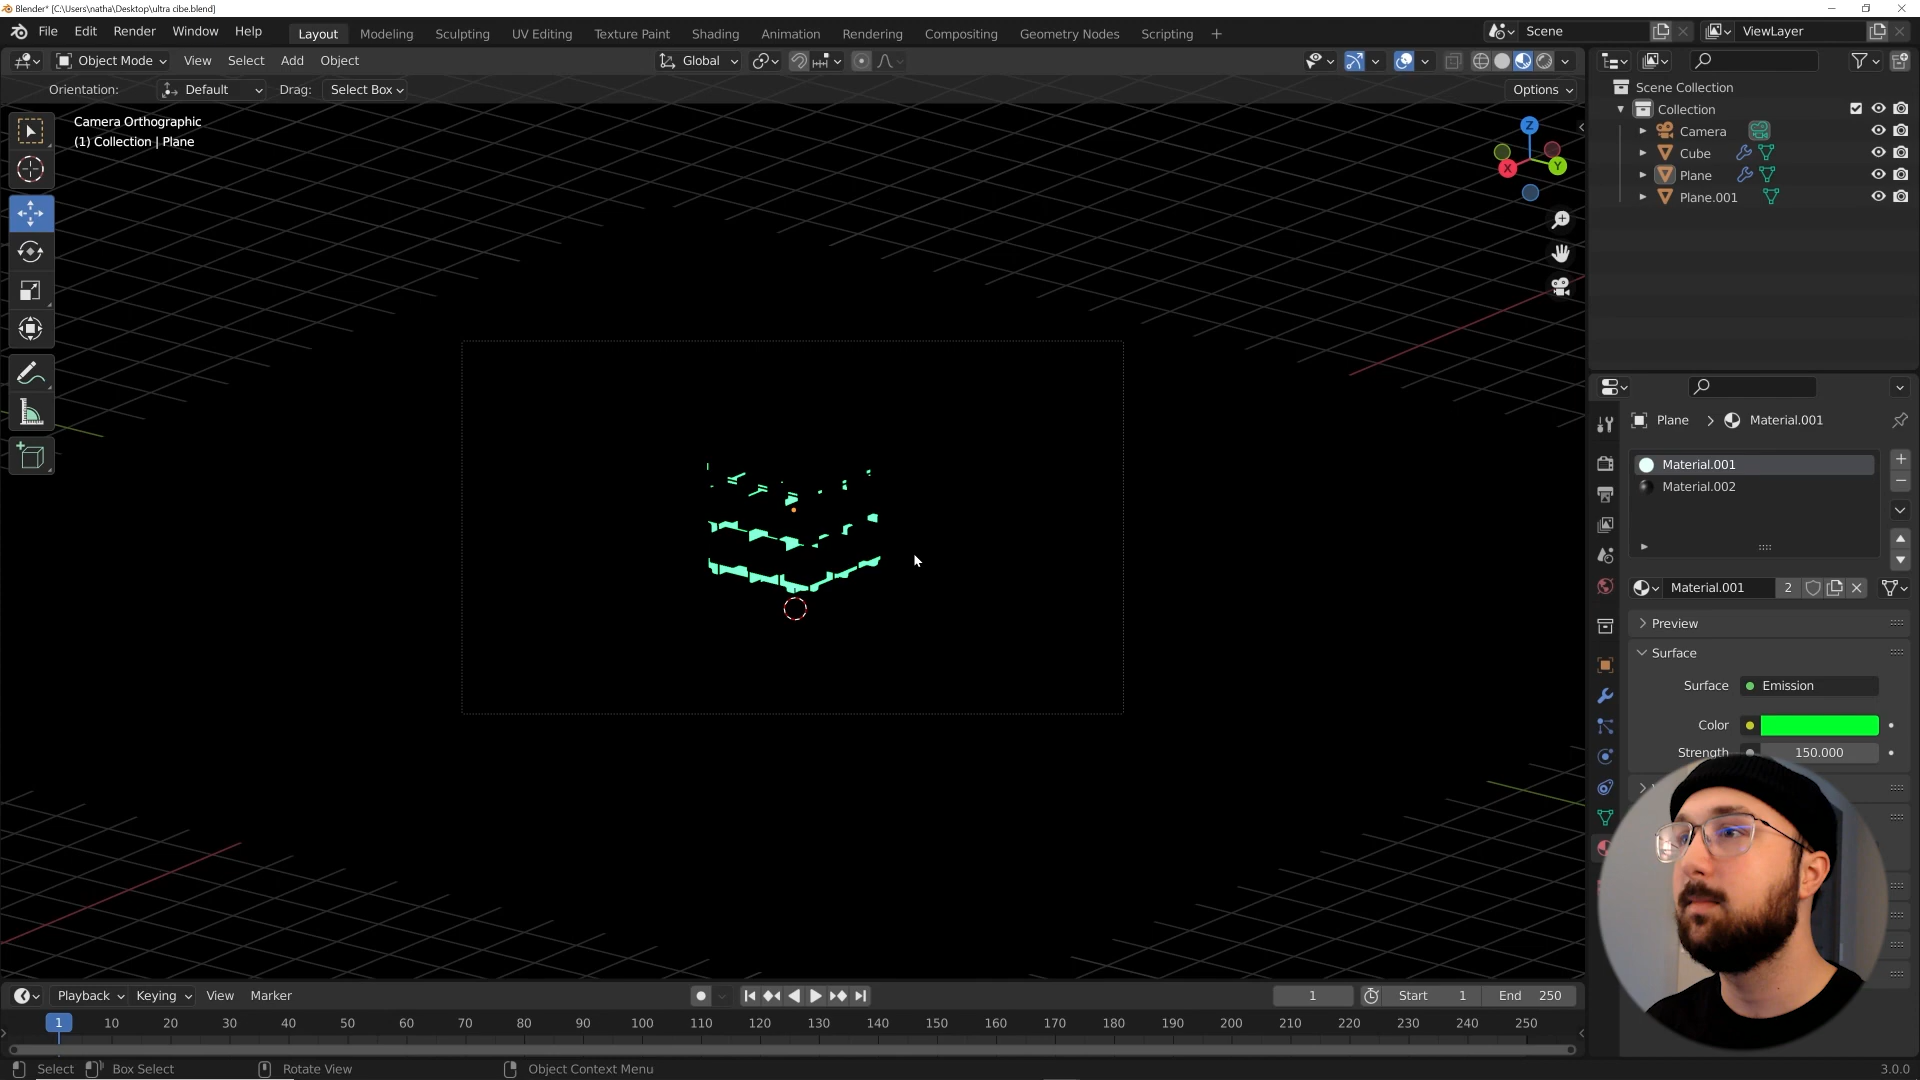 Blender* [C:\Users\natha\Desktop\ultra cibe.blend]
File Edit Render Window Help Layout Modeling Sculpting UV Editing Texture Paint Shading Animation Rendering Compositing Geometry Nodes Scripting + Scene ViewLayer
Object Mode View Select Add Object Global
Orientation: Default Drag: Select Box Options
Camera Orthographic
(1) Collection | Plane
Z
Y
X
Scene Collection
Collection
Camera
Cube
Plane
Plane.001
Plane > Material.001
Material.001
Material.002
Material.001 2
Preview
Surface
Surface Emission
Color
Strength 150.000
Playback Keying View Marker 1 Start 1 End 250
1 10 20 30 40 50 60 70 80 90 100 110 120 130 140 150 160 170 180 190 200 210 220 230 240 250
Select Box Select Rotate View Object Context Menu 3.0.0